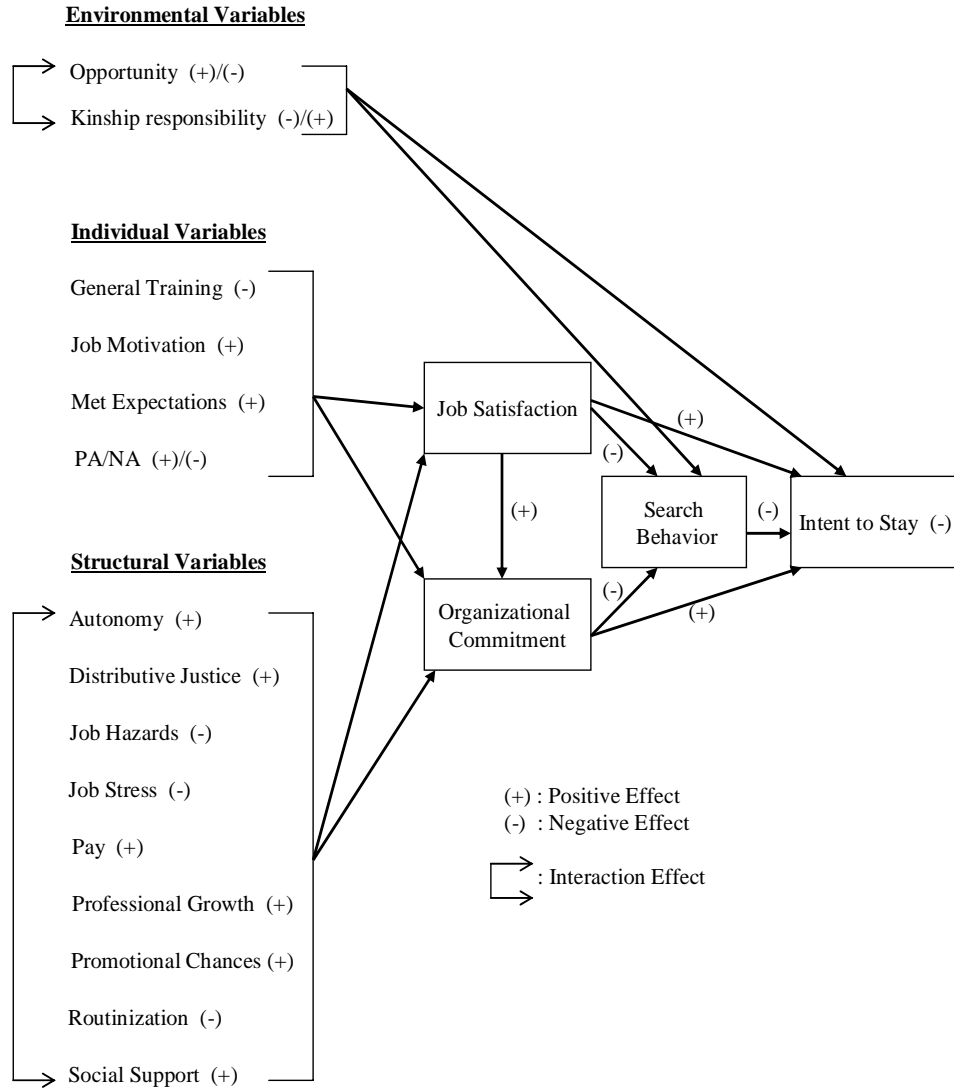 Environmental Variables
Opportunity (+)/(-)
Kinship responsibility (-)/(+)
Individual Variables
General Training (-)
Job Motivation (+)
Met Expectations (+)
PA/NA (+)/(-)
Structural Variables
Autonomy (+)
Distributive Justice (+)
Job Hazards (-)
Job Stress (-)
Pay (+)
Professional Growth (+)
Promotional Chances (+)
Routinization (-)
Social Support (+)
Job Satisfaction
(+)
Organizational
Commitment
(+)
(-)
(-)
(+)
Search
Behavior
(-)
Intent to Stay (-)
(+) : Positive Effect
(-) : Negative Effect
: Interaction Effect